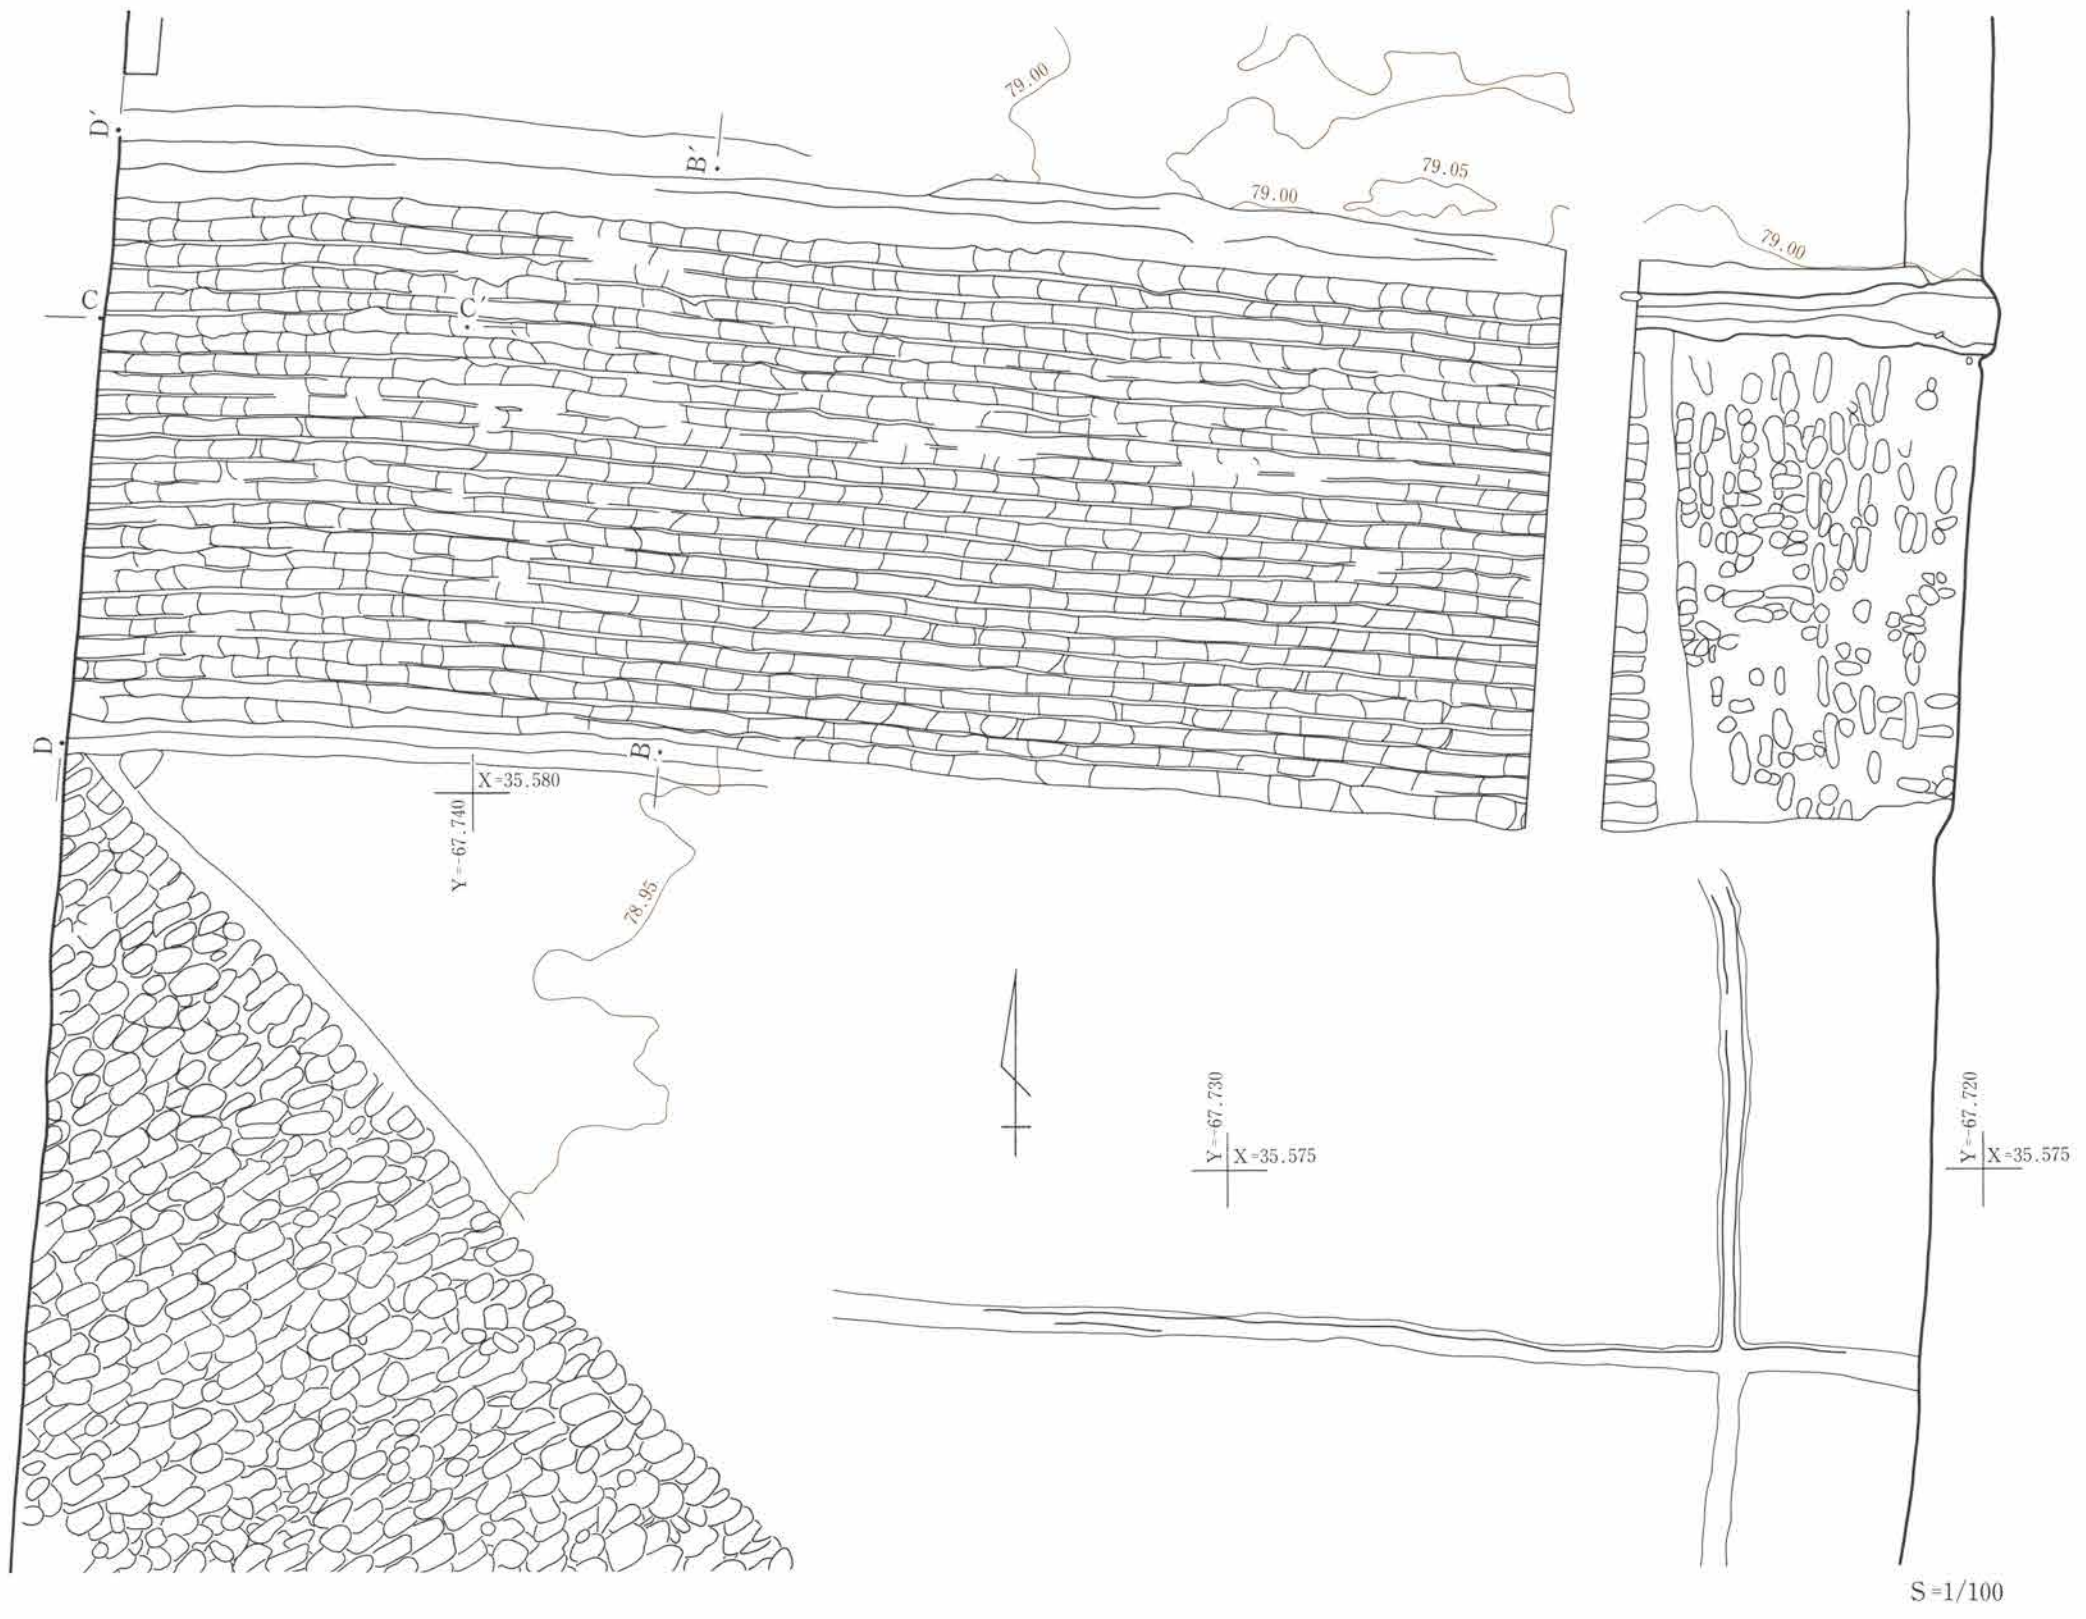 79.00
D′
B′
79.05
79.00
79.00
C
C′
D
B
X=35.580
Y=-67.740
78.95
Y=-67.730
X=35.575
Y=-67.720
X=35.575
S=1/100